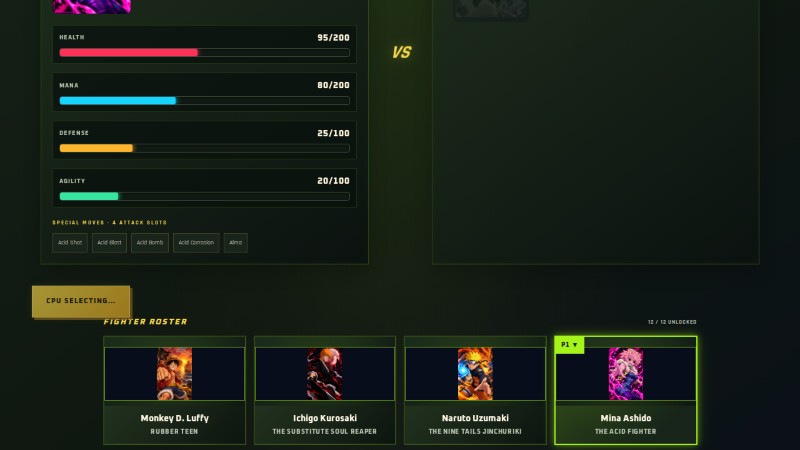 HEALTH 95/200
MANA 80/200
DEFENSE 25/100
AGILITY 20/100
SPECIAL MOVES · 4 ATTACK SLOTS
Acid Shot Acid Blast Acid Bomb Acid Corrosion Alma
VS
CPU SELECTING...
FIGHTER ROSTER
12 / 12 UNLOCKED
P1 ▼
Monkey D. Luffy
RUBBER TEEN
Ichigo Kurosaki
THE SUBSTITUTE SOUL REAPER
Naruto Uzumaki
THE NINE TAILS JINCHURIKI
Mina Ashido
THE ACID FIGHTER